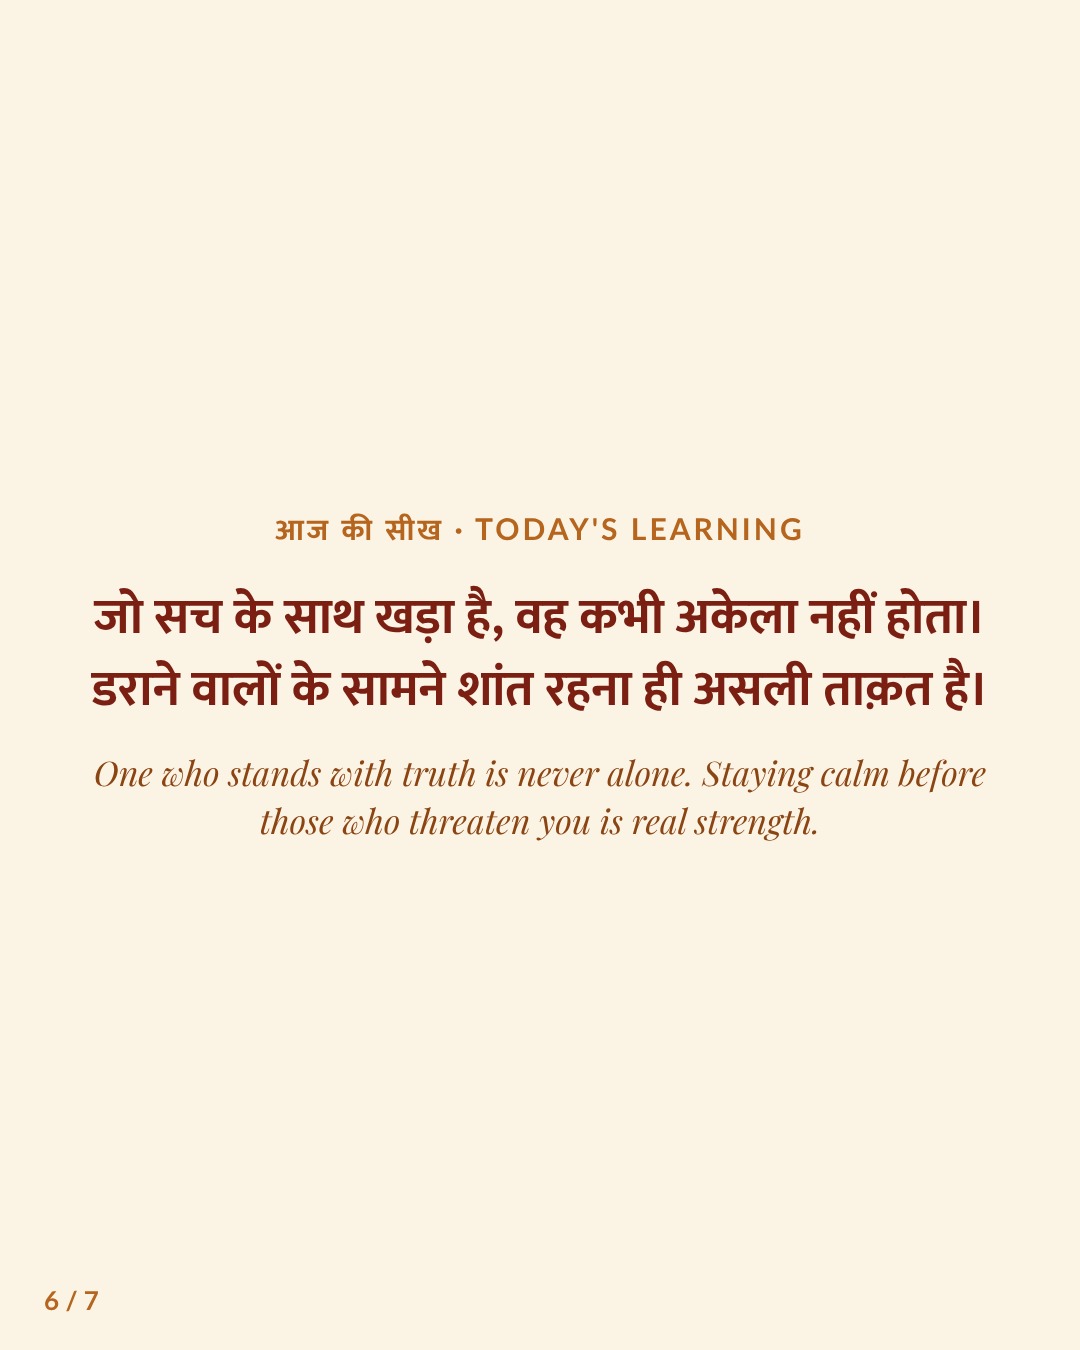 आज की सीख · TODAY'S LEARNING
जो सच के साथ खड़ा है, वह कभी अकेला नहीं होता।
डराने वालों के सामने शांत रहना ही असली ताक़त है।
One who stands with truth is never alone. Staying calm before
those who threaten you is real strength.
6 / 7